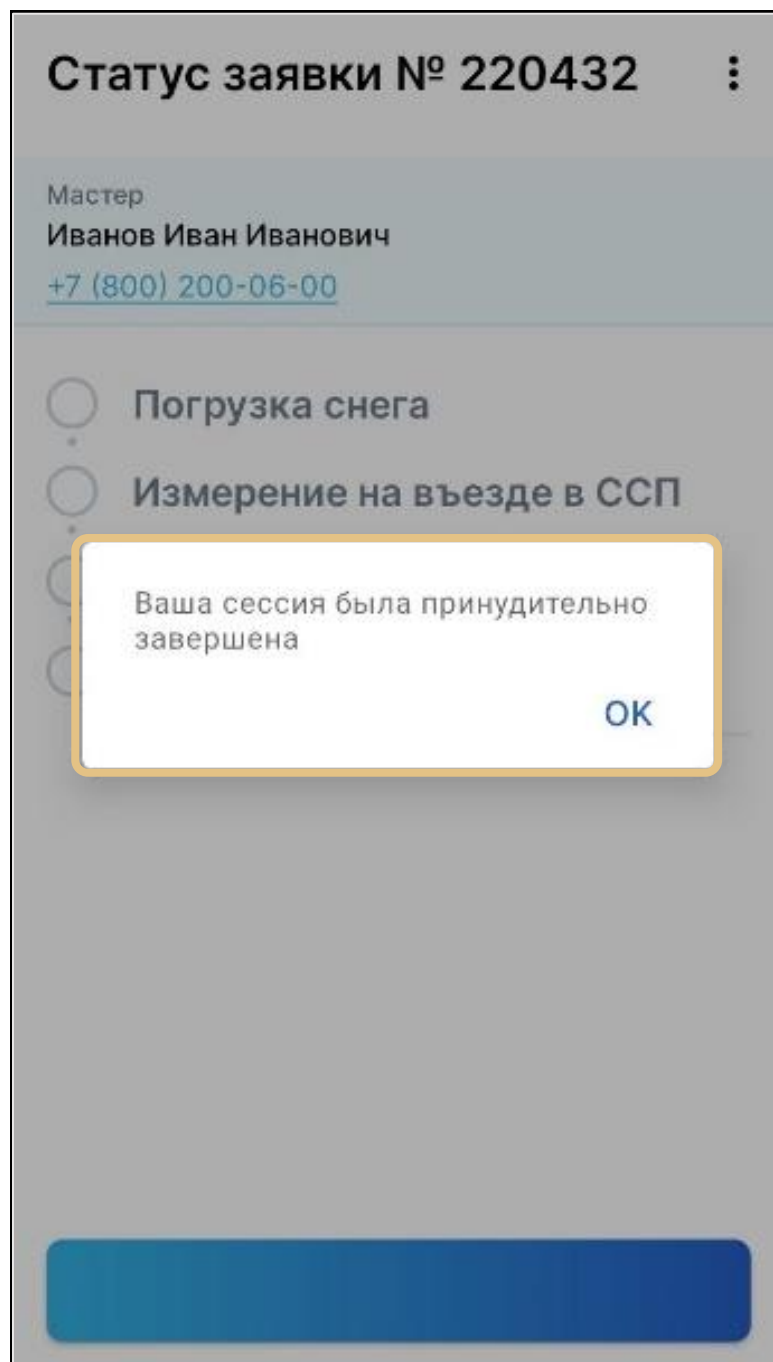 Статус заявки № 220432
Мастер
Иванов Иван Иванович
+7 (800) 200-06-00
Погрузка снега
Измерение на въезде в ССП
Ваша сессия была принудительно
завершена
ОК